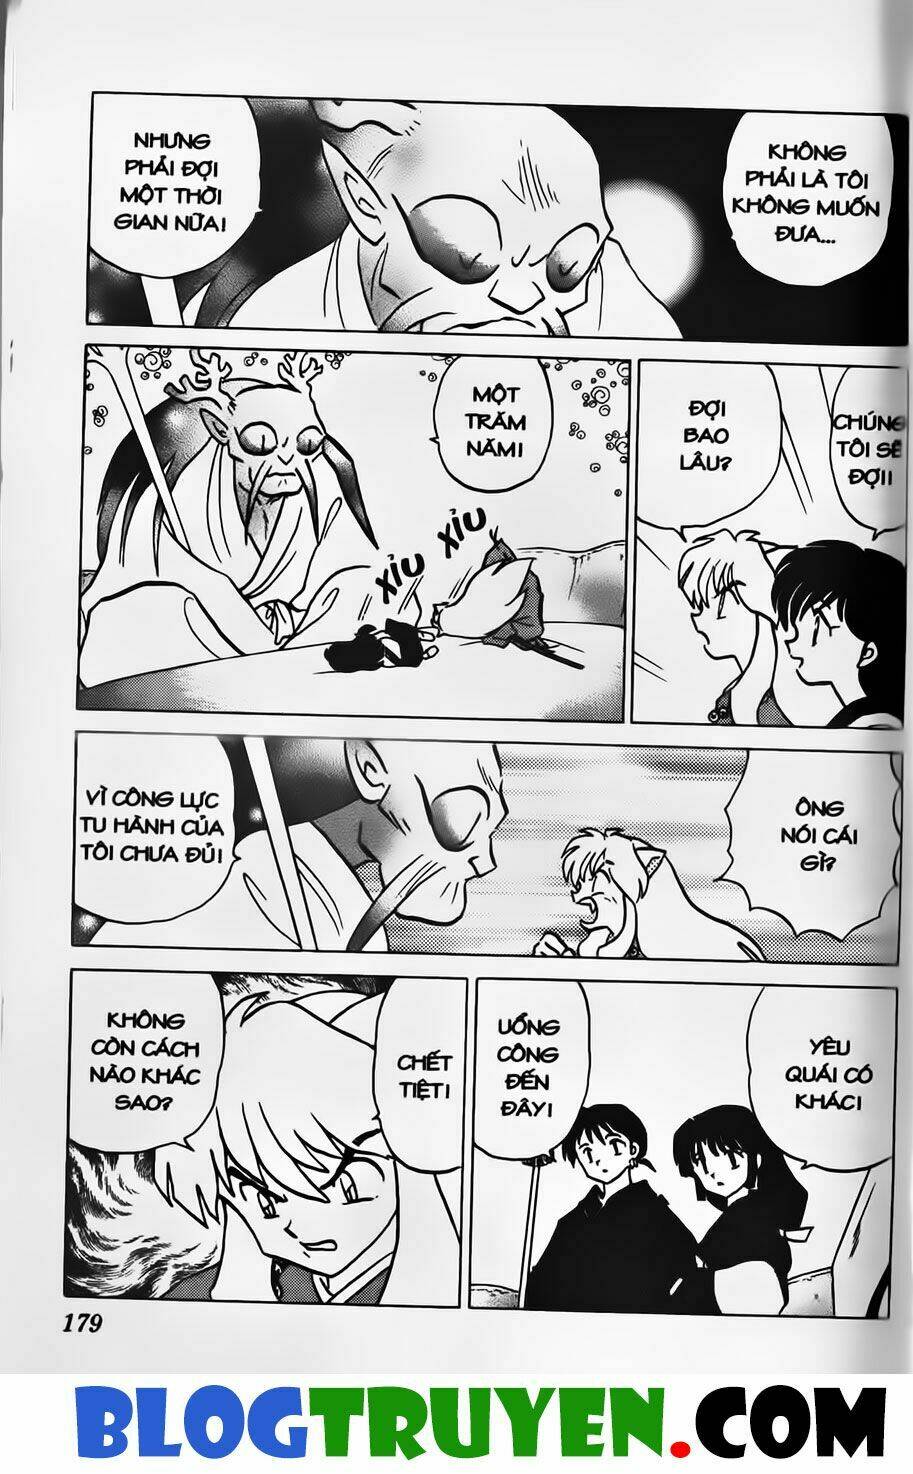 KHÔNG
PHẢI LÀ TÔI
KHÔNG MUỐN
ĐƯA...
NHƯNG
PHẢI ĐỢI
MỘT THỜI
GIAN NỮA!
CHÚNG
TÔI SẼ
ĐỢI!
ĐỢI
BAO
LÂU?
MỘT
TRĂM
NĂM!
XỈU
XỈU
ÔNG
NÓI CÁI
GÌ?
VÌ CÔNG LỰC
TU HÀNH CỦA
TÔI CHƯA ĐỦ!
YÊU
QUÁI CÓ
KHÁC!
UỔNG
CÔNG
ĐẾN
ĐÂY!
CHẾT
TIỆT!
KHÔNG
CÒN CÁCH
NÀO KHÁC
SAO?
179
BLOGTRUYEN.COM